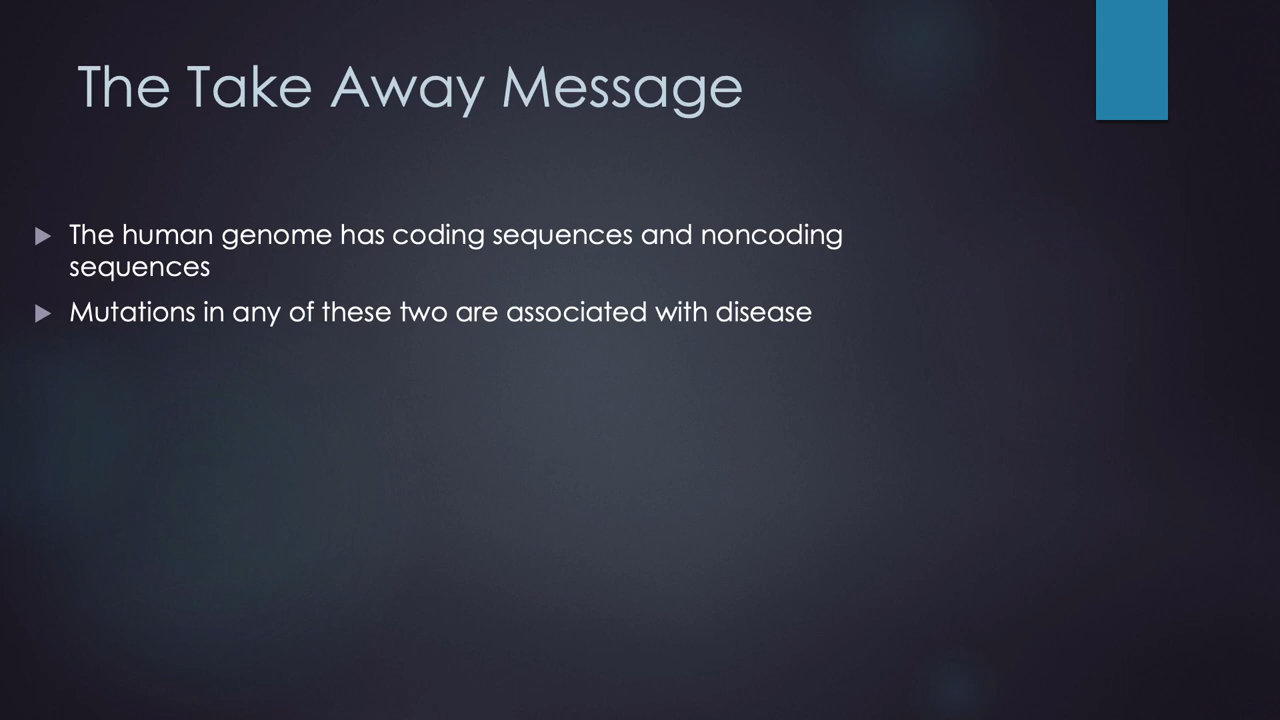 The Take Away Message
The human genome has coding sequences and noncoding
sequences
Mutations in any of these two are associated with disease